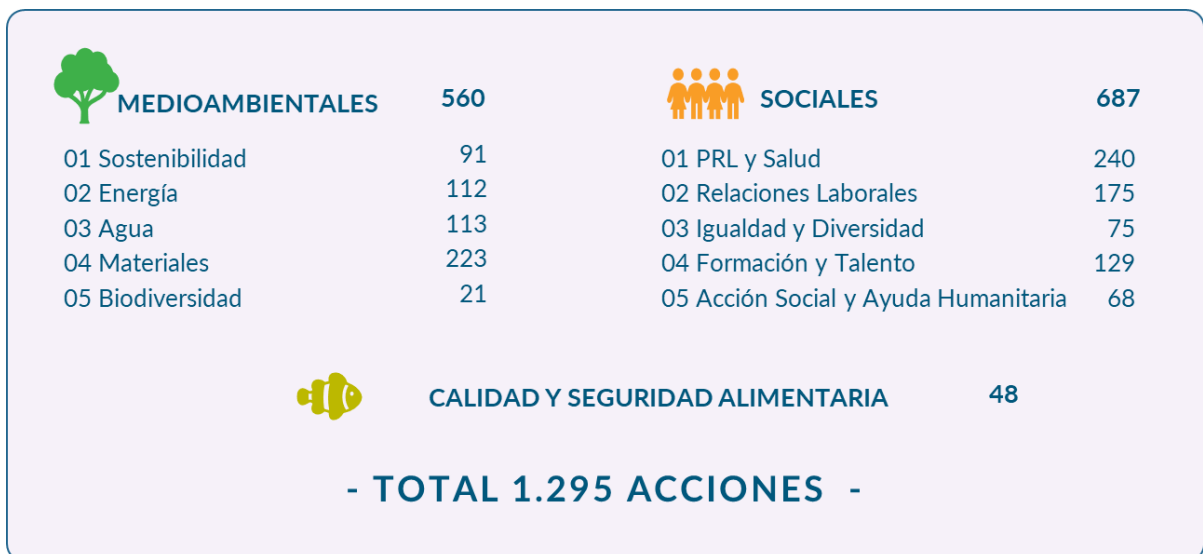 MEDIOAMBIENTALES 560
01 Sostenibilidad 91
02 Energía 112
03 Agua 113
04 Materiales 223
05 Biodiversidad 21
SOCIALES 687
01 PRL y Salud 240
02 Relaciones Laborales 175
03 Igualdad y Diversidad 75
04 Formación y Talento 129
05 Acción Social y Ayuda Humanitaria 68
CALIDAD Y SEGURIDAD ALIMENTARIA 48
- TOTAL 1.295 ACCIONES -